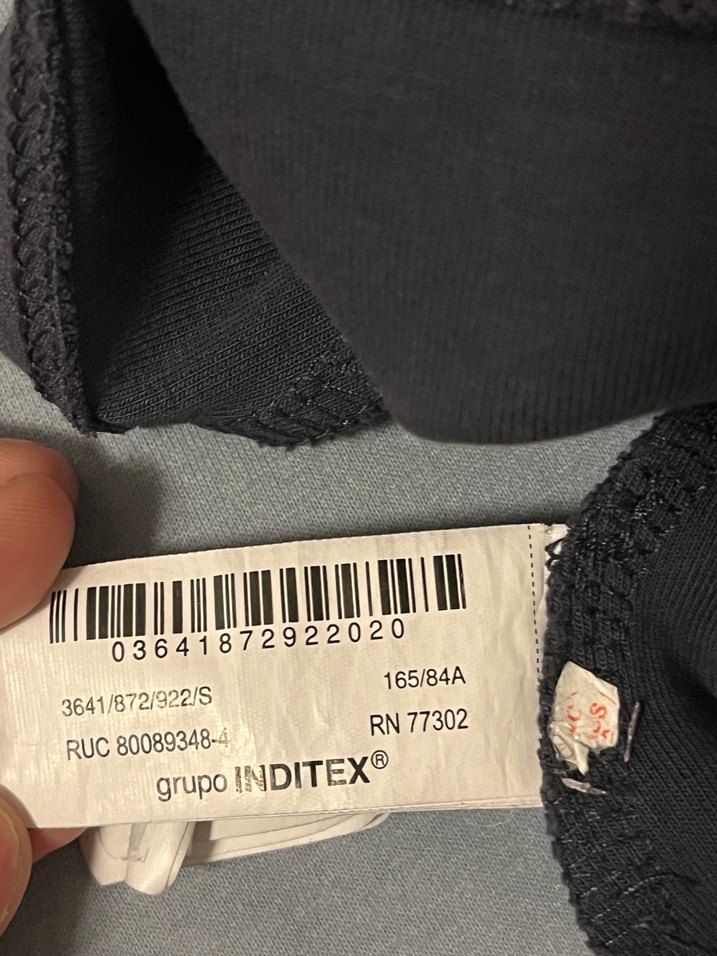 03641872922020
3641/872/922/S
165/84A
RUC 80089348-4
RN 77302
grupo INDITEX®